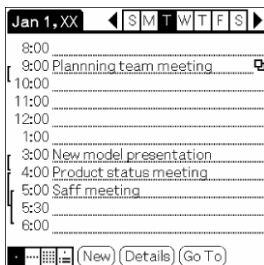 Jan 1, XX S M T W T F S
8:00
9:00 Plannning team meeting
10:00
11:00
12:00
1:00
3:00 New model presentation
4:00 Product status meeting
5:00 Saff meeting
5:30
6:00
New Details Go To